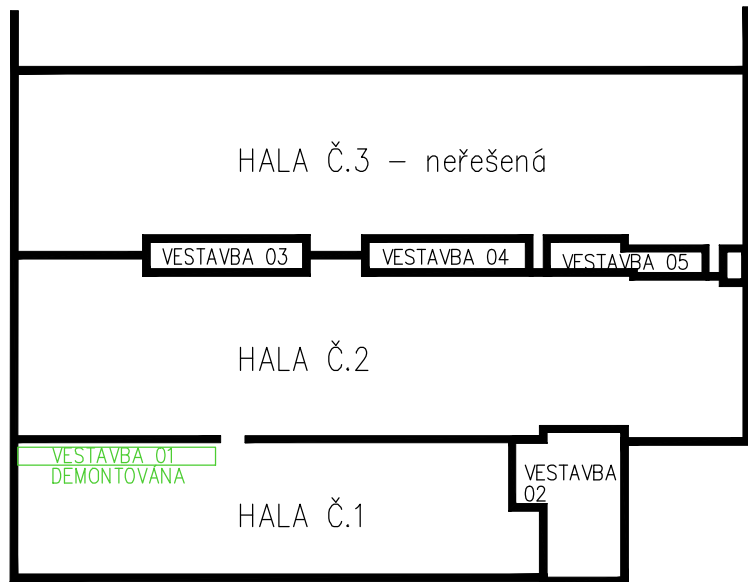 HALA Č.3 – neřešená
VESTAVBA 03
VESTAVBA 04
VESTAVBA 05
HALA Č.2
VESTAVBA 01
DEMONTOVÁNA
VESTAVBA
02
HALA Č.1